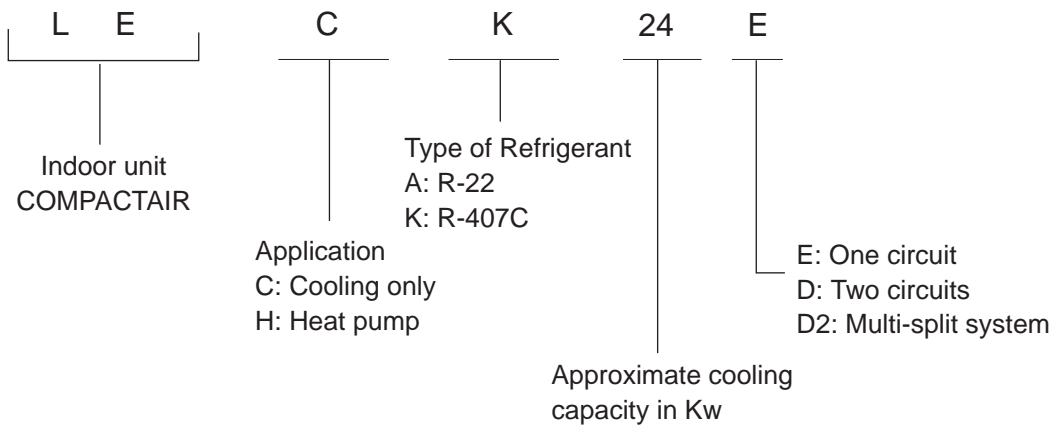 L E C K 24 E
Indoor unit
COMPACTAIR
Type of Refrigerant
A: R-22
K: R-407C
Application
C: Cooling only
H: Heat pump
E: One circuit
D: Two circuits
D2: Multi-split system
Approximate cooling
capacity in Kw